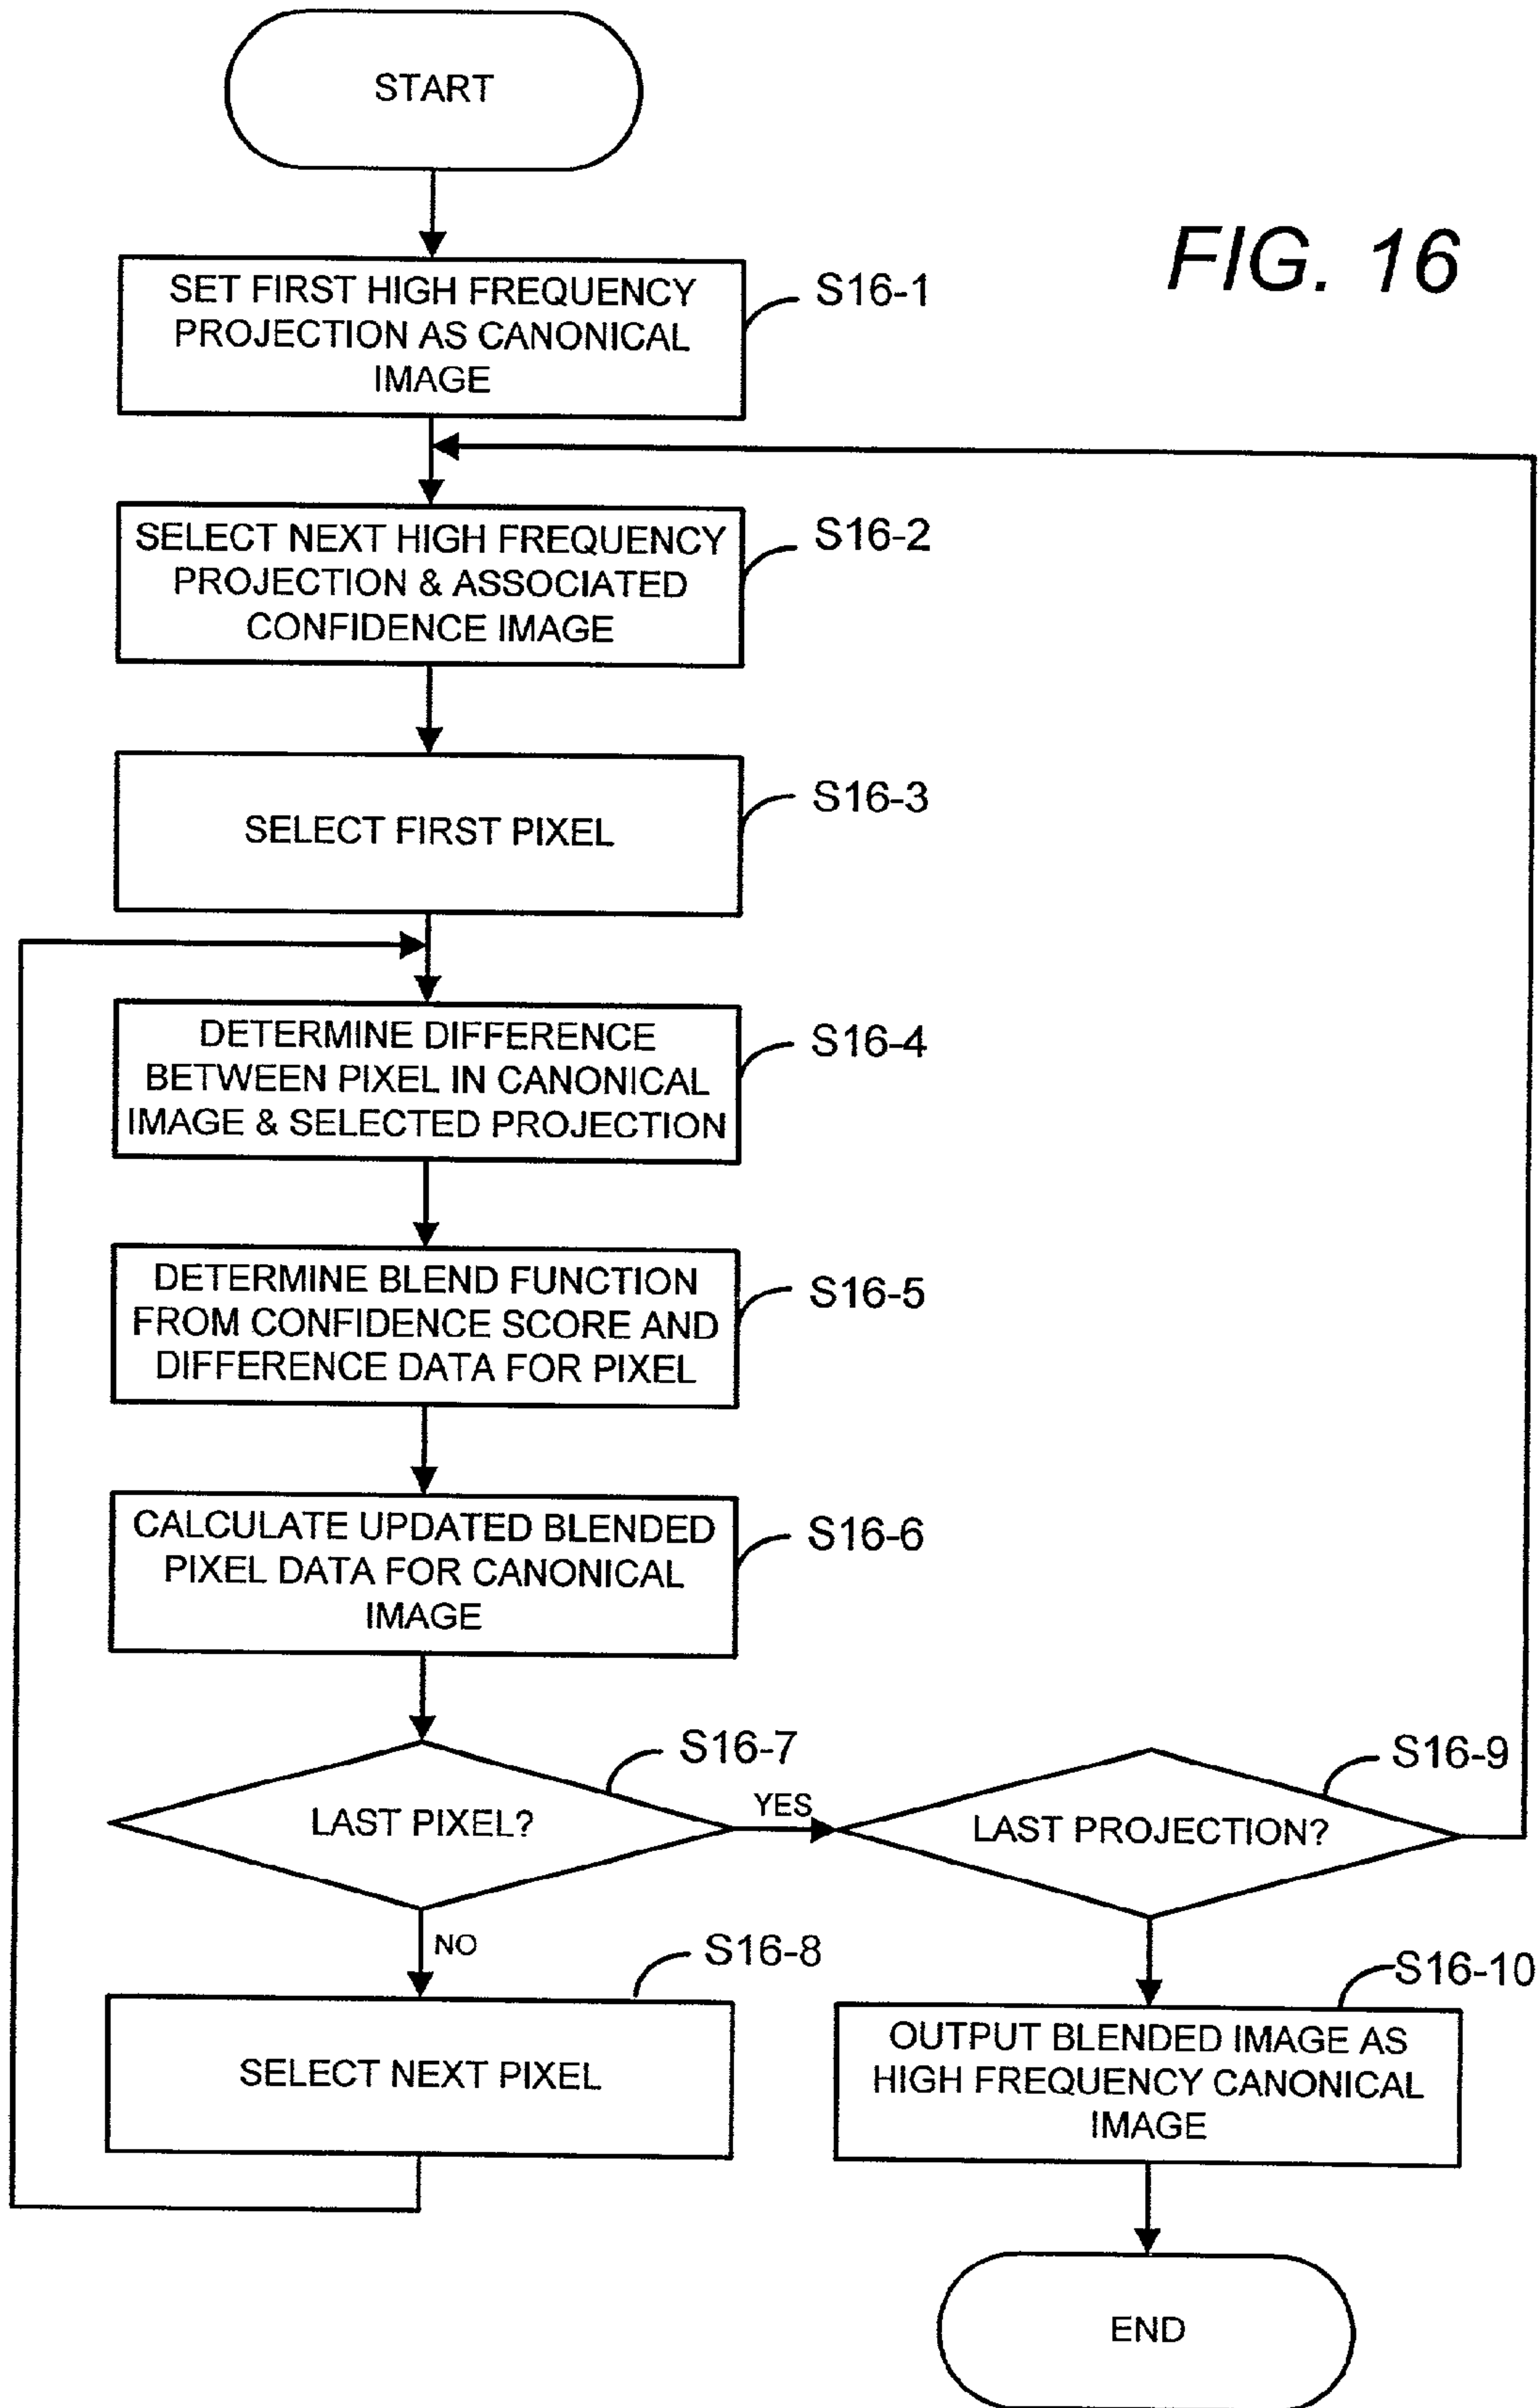 START
FIG. 16
SET FIRST HIGH FREQUENCY
PROJECTION AS CANONICAL
IMAGE
S16-1
SELECT NEXT HIGH FREQUENCY
PROJECTION & ASSOCIATED
CONFIDENCE IMAGE
S16-2
SELECT FIRST PIXEL
S16-3
DETERMINE DIFFERENCE
BETWEEN PIXEL IN CANONICAL
IMAGE & SELECTED PROJECTION
S16-4
DETERMINE BLEND FUNCTION
FROM CONFIDENCE SCORE AND
DIFFERENCE DATA FOR PIXEL
S16-5
CALCULATE UPDATED BLENDED
PIXEL DATA FOR CANONICAL
IMAGE
S16-6
LAST PIXEL?
S16-7
YES
LAST PROJECTION?
S16-9
NO
SELECT NEXT PIXEL
S16-8
OUTPUT BLENDED IMAGE AS
HIGH FREQUENCY CANONICAL
IMAGE
S16-10
END